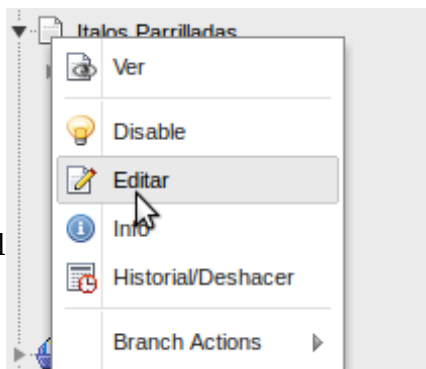 Italos Parrilladas
Ver
Disable
Editar
Info
Historial/Deshacer
Branch Actions